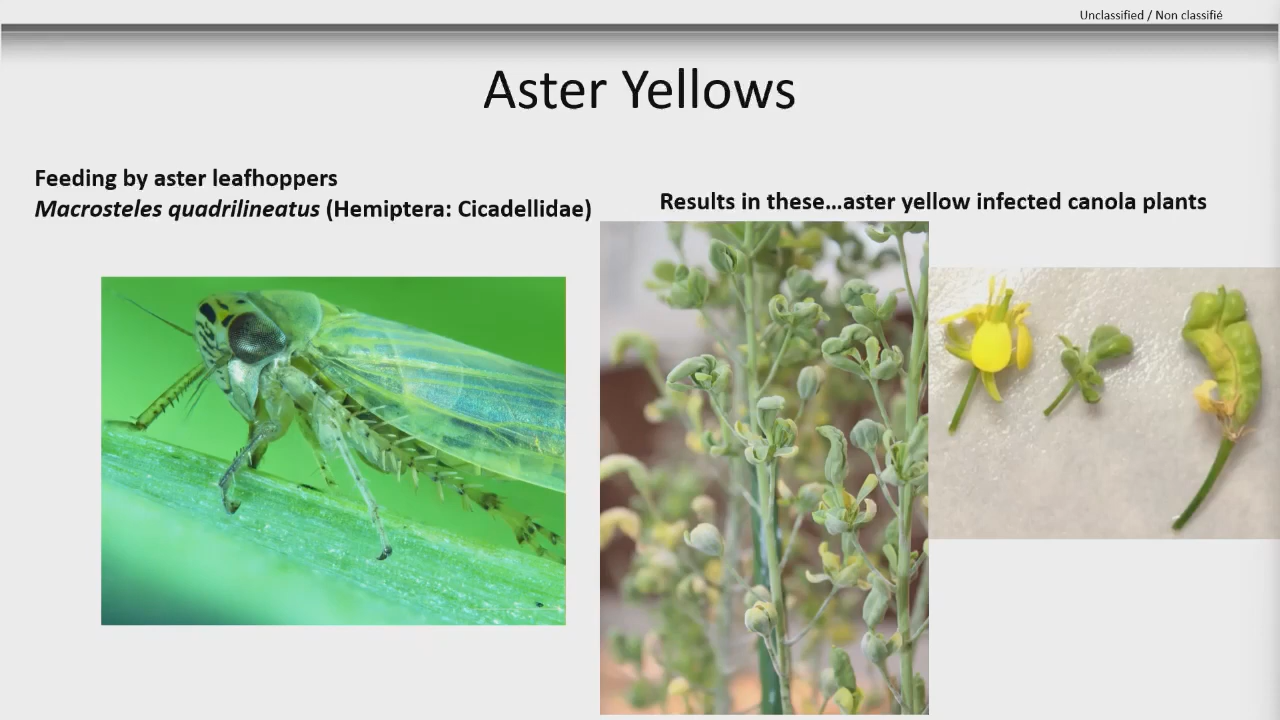 Unclassified / Non classifié
Aster Yellows
Feeding by aster leafhoppers
Macrosteles quadrilineatus (Hemiptera: Cicadellidae)
Results in these...aster yellow infected canola plants